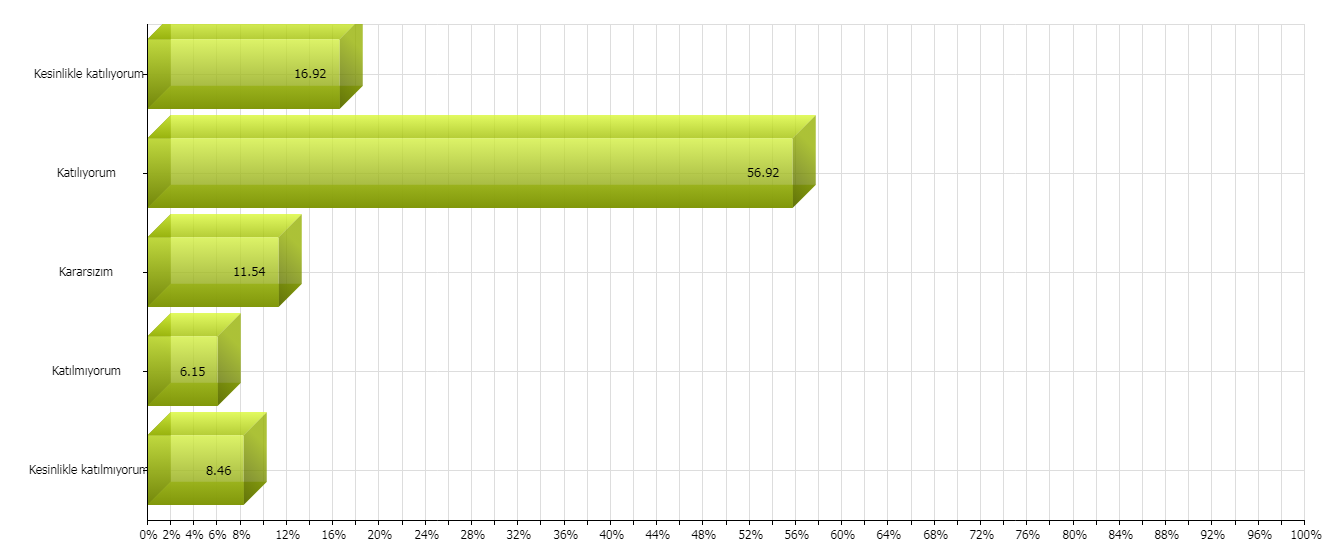 Kesinlikle katılıyorum 16.92
Katılıyorum 56.92
Kararsızım 11.54
Katılmıyorum 6.15
Kesinlikle katılmıyorum 8.46
0% 2% 4% 6% 8% 12% 16% 20% 24% 28% 32% 36% 40% 44% 48% 52% 56% 60% 64% 68% 72% 76% 80% 84% 88% 92% 96% 100%